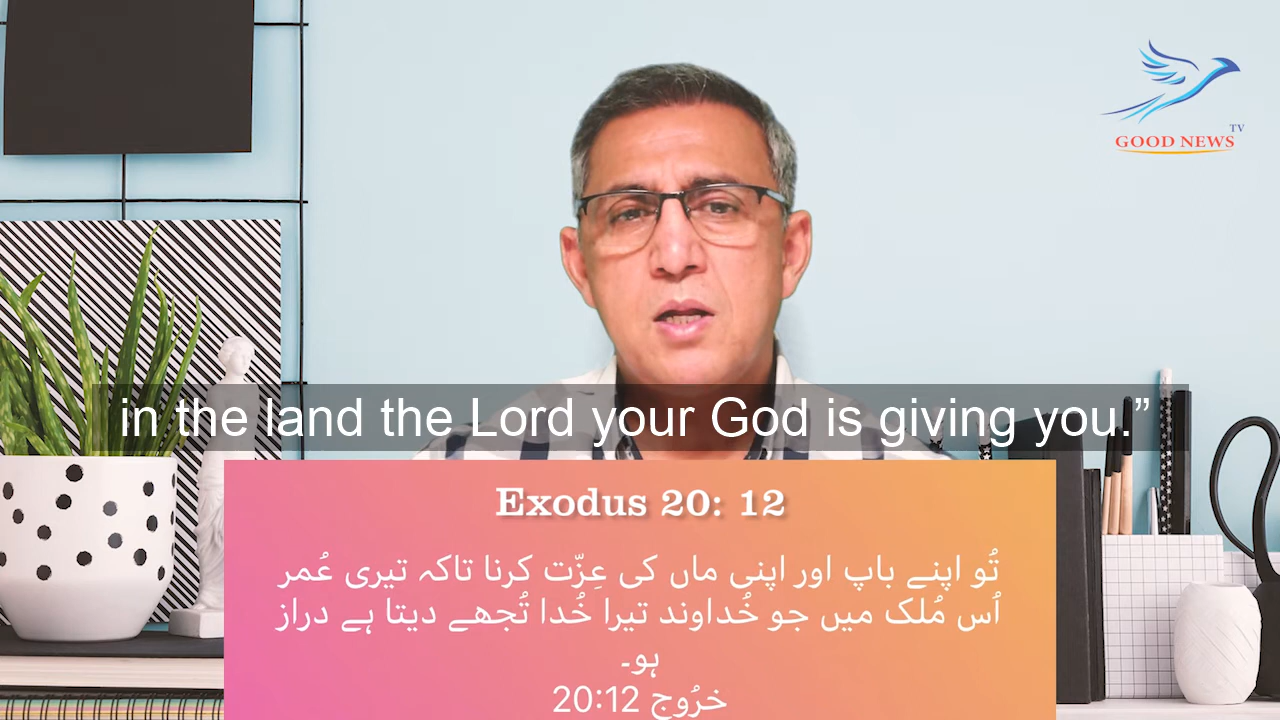 TV
GOOD NEWS
in the land the Lord your God is giving you.”
Exodus 20: 12
تُو اپنے باپ اور اپنی ماں کی عِزّت کرنا تاکہ تیری عُمر
اُس مُلک میں جو خُداوند تیرا خُدا تُجھے دیتا ہے دراز
ہو۔
خرُوج 20:12